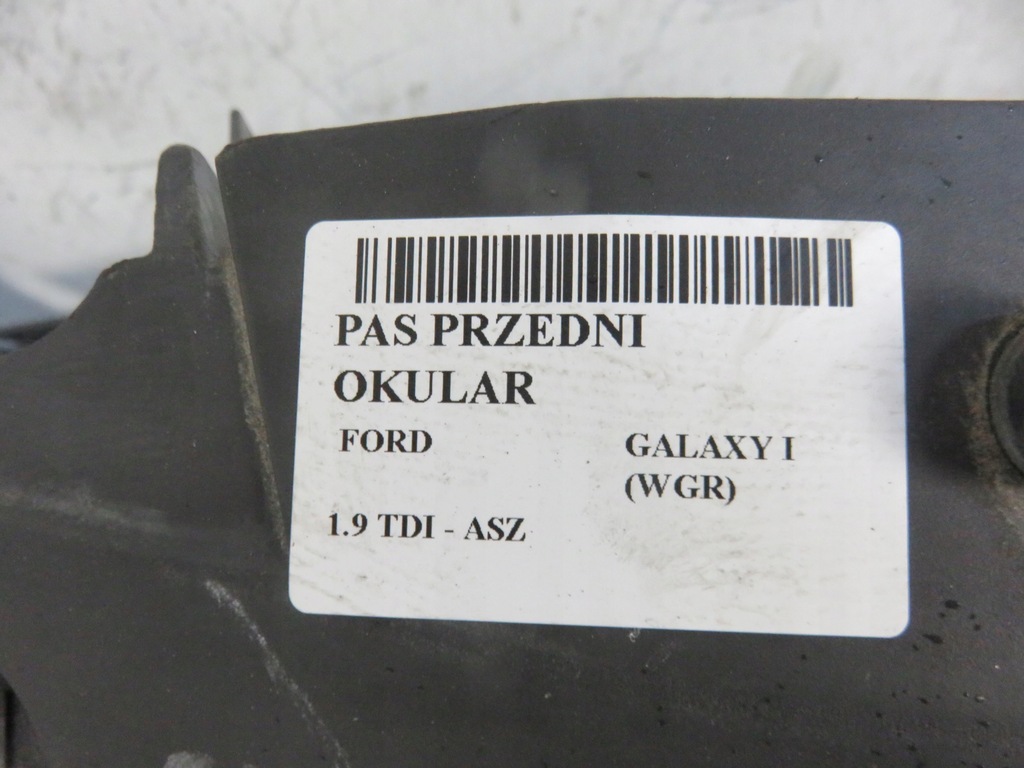 PAS PRZEDNI
OKULAR
FORD GALAXY I
(WGR)
1.9 TDI - ASZ